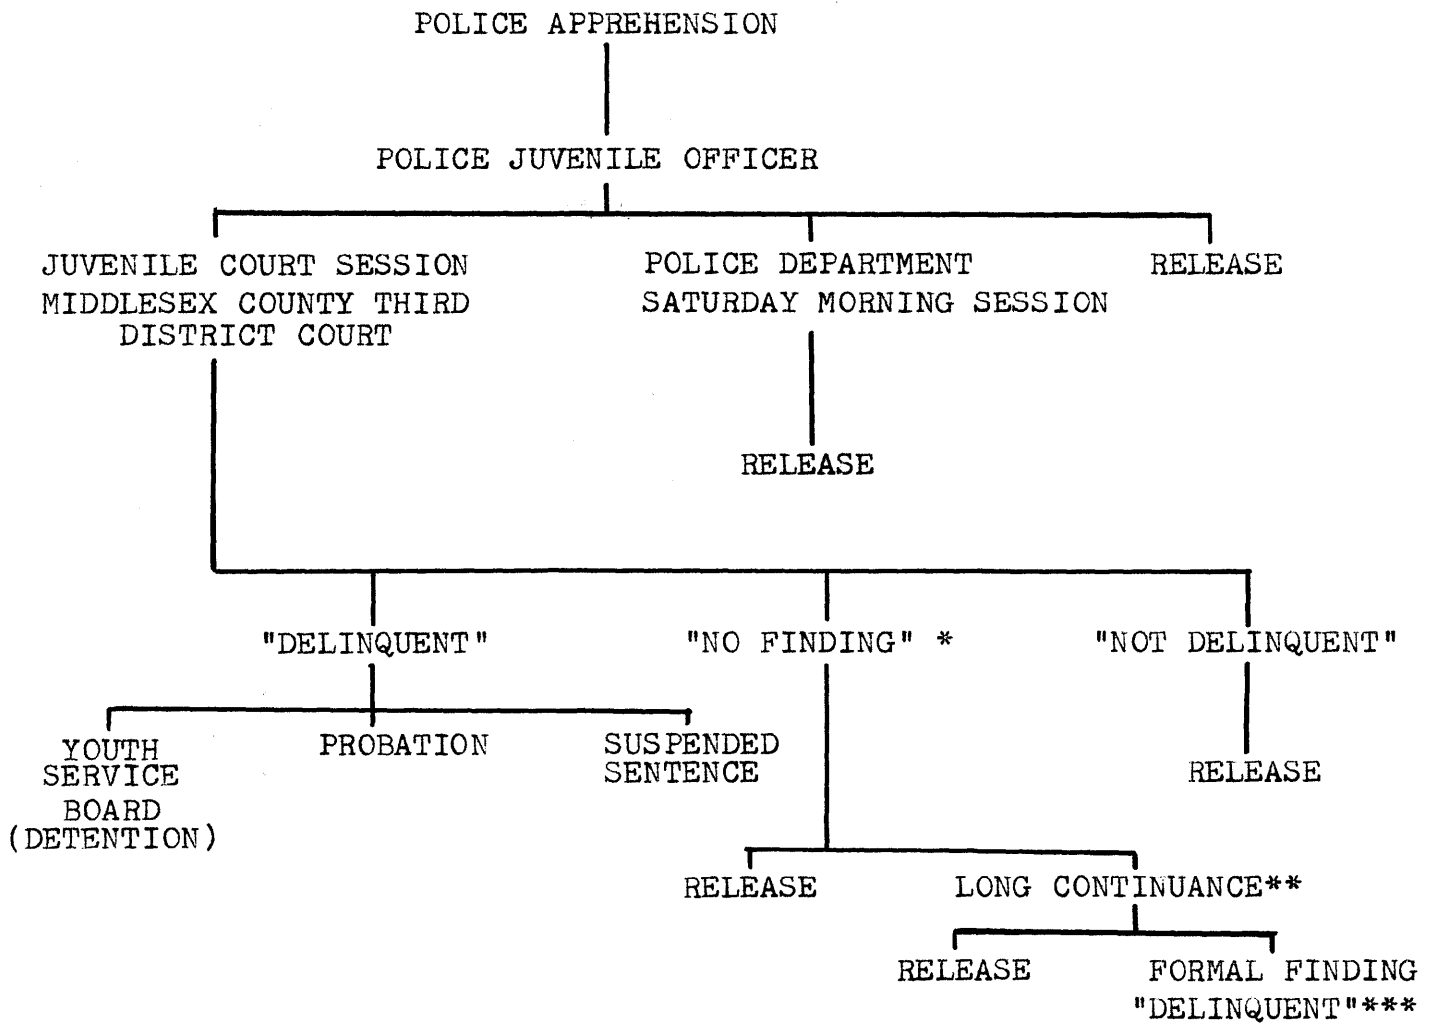 POLICE APPREHENSION
POLICE JUVENILE OFFICER
JUVENILE COURT SESSION
MIDDLESEX COUNTY THIRD
DISTRICT COURT
POLICE DEPARTMENT
SATURDAY MORNING SESSION
RELEASE
RELEASE
"DELINQUENT"
"NO FINDING" *
"NOT DELINQUENT"
YOUTH
SERVICE
BOARD
(DETENTION)
PROBATION
SUSPENDED
SENTENCE
RELEASE
RELEASE
LONG CONTINUANCE**
RELEASE
FORMAL FINDING
"DELINQUENT"***